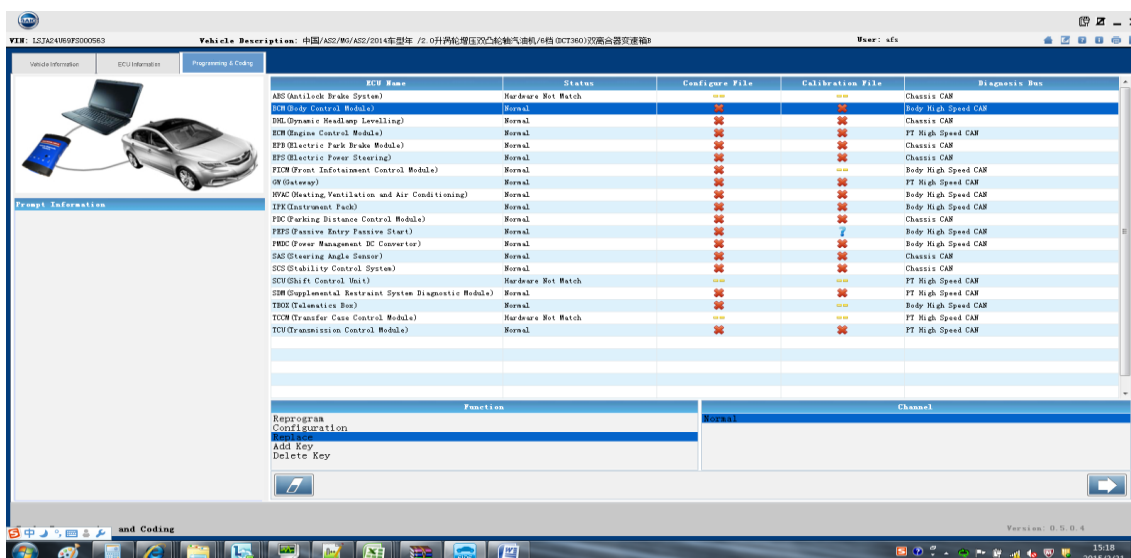 SAIC
VIN: LSJA24U69FS000563 Vehicle Description: 中国/AS2/MG/AS2/2014车型年 /2.0升涡轮增压双凸轮轴汽油机/6档(DCT360)双离合器变速箱B User: afs
Vehicle Information ECU Information Programming & Coding
ECU Name Status Configure File Calibration File Diagnosis Bus
ABS(Antilock Brake System) Hardware Not Match Chassis CAN
BCM(Body Control Module) Normal Body High Speed CAN
DHL(Dynamic Headlamp Levelling) Normal Chassis CAN
ECM(Engine Control Module) Normal PT High Speed CAN
EPB(Electric Park Brake Module) Normal Chassis CAN
EPS(Electric Power Steering) Normal Chassis CAN
FICM(Front Infotainment Control Module) Normal Body High Speed CAN
GW(Gateway) Normal PT High Speed CAN
HVAC(Heating,Ventilation and Air Conditioning) Normal Body High Speed CAN
IPK(Instrument Pack) Normal Body High Speed CAN
PDC(Parking Distance Control Module) Normal Chassis CAN
PEPS(Passive Entry Passive Start) Normal ? Body High Speed CAN
PMDC(Power Management DC Convertor) Normal Body High Speed CAN
SAS(Steering Angle Sensor) Normal Chassis CAN
SCS(Stability Control System) Normal Chassis CAN
SCU(Shift Control Unit) Hardware Not Match PT High Speed CAN
SDM(Supplemental Restraint System Diagnostic Module) Normal PT High Speed CAN
TBOX(Telematics Box) Normal Body High Speed CAN
TCCM(Transfer Case Control Module) Hardware Not Match PT High Speed CAN
TCU(Transmission Control Module) Normal PT High Speed CAN
Prompt Information
Function Channel
Reprogram Normal
Configuration
Replace
Add Key
Delete Key
and Coding Version: 0.5.0.4
中
15:18